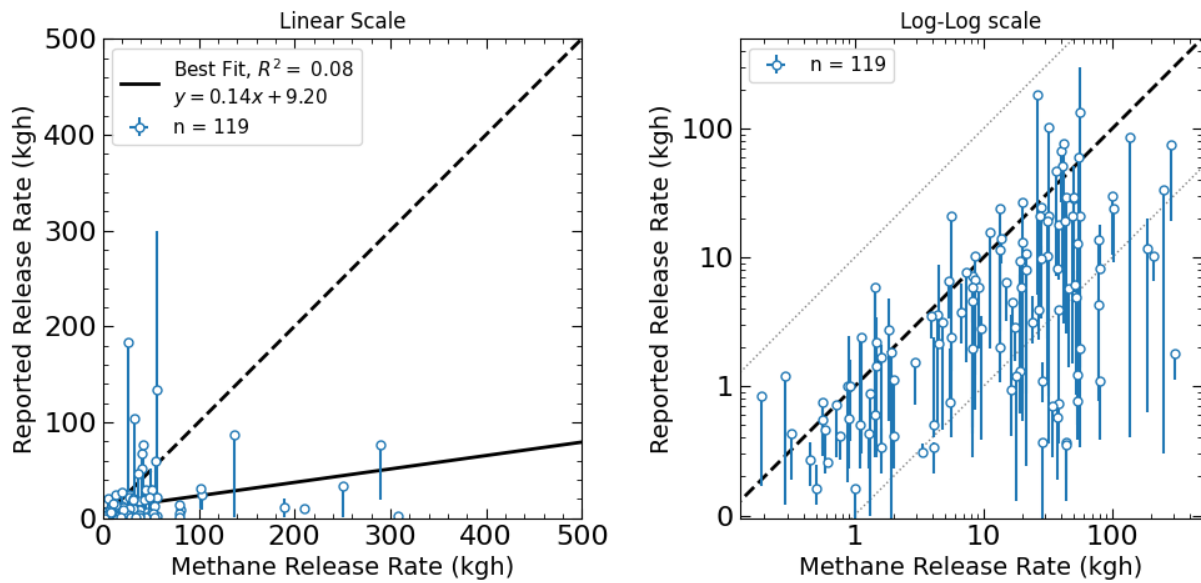 Linear Scale
500
400
300
200
100
0
Reported Release Rate (kgh)
Best Fit, R² = 0.08
y = 0.14x + 9.20
n = 119
0 100 200 300 400 500
Methane Release Rate (kgh)
Log-Log scale
100
10
1
0
Reported Release Rate (kgh)
n = 119
1 10 100
Methane Release Rate (kgh)